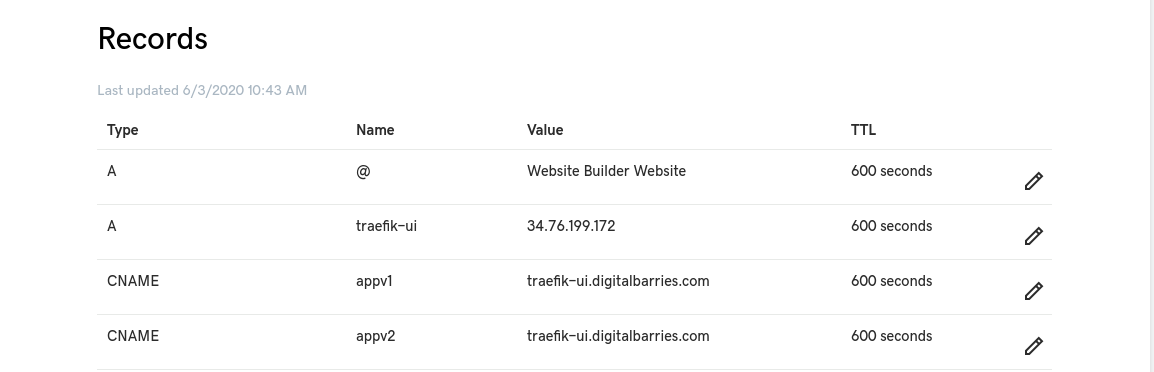 Records
Last updated 6/3/2020 10:43 AM
Type Name Value TTL
A @ Website Builder Website 600 seconds
A traefik-ui 34.76.199.172 600 seconds
CNAME appv1 traefik-ui.digitalbarries.com 600 seconds
CNAME appv2 traefik-ui.digitalbarries.com 600 seconds